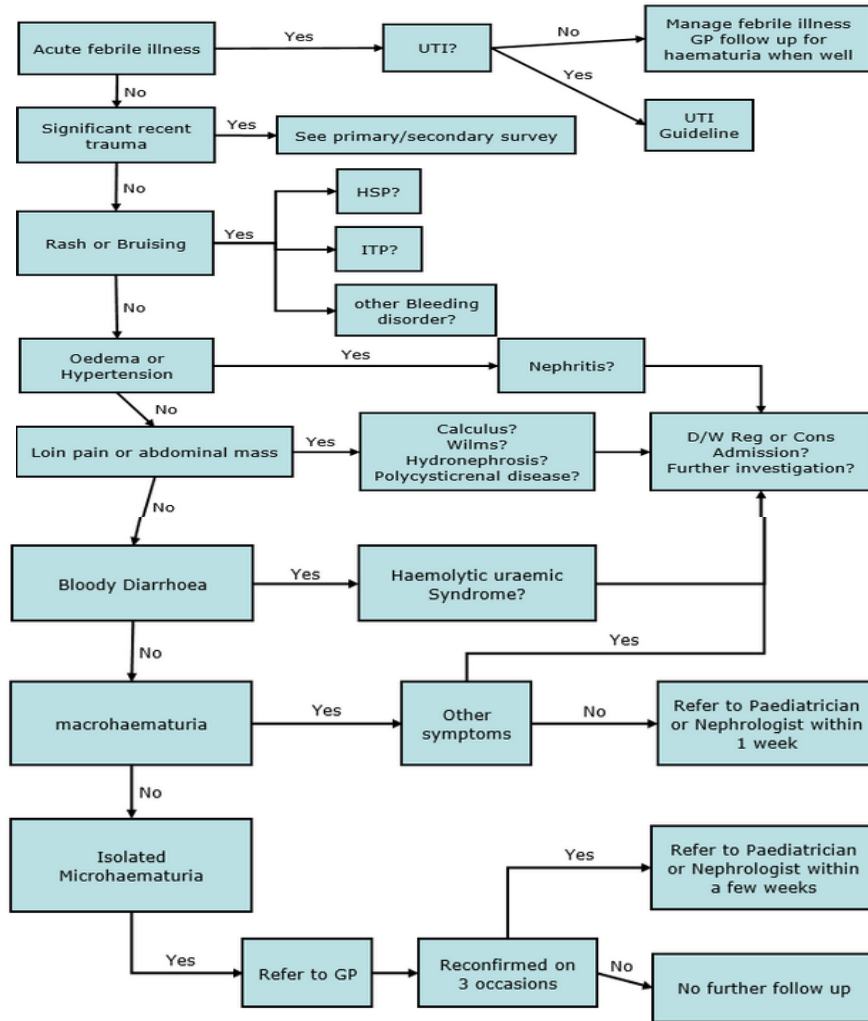 Acute febrile illness
Yes
UTI?
No
Manage febrile illness
GP follow up for
haematuria when well
Yes
UTI
Guideline
No
Significant recent
trauma
Yes
See primary/secondary survey
No
Rash or Bruising
Yes
HSP?
ITP?
other Bleeding
disorder?
No
Oedema or
Hypertension
Yes
Nephritis?
No
Loin pain or abdominal mass
Yes
Calculus?
Wilms?
Hydronephrosis?
Polycysticrenal disease?
D/W Reg or Cons
Admission?
Further investigation?
No
Bloody Diarrhoea
Yes
Haemolytic uraemic
Syndrome?
No
Yes
macrohaematuria
Yes
Other
symptoms
No
Refer to Paediatrician
or Nephrologist within
1 week
No
Isolated
Microhaematuria
Yes
Refer to Paediatrician
or Nephrologist within
a few weeks
Yes
Refer to GP
Reconfirmed on
3 occasions
No
No further follow up